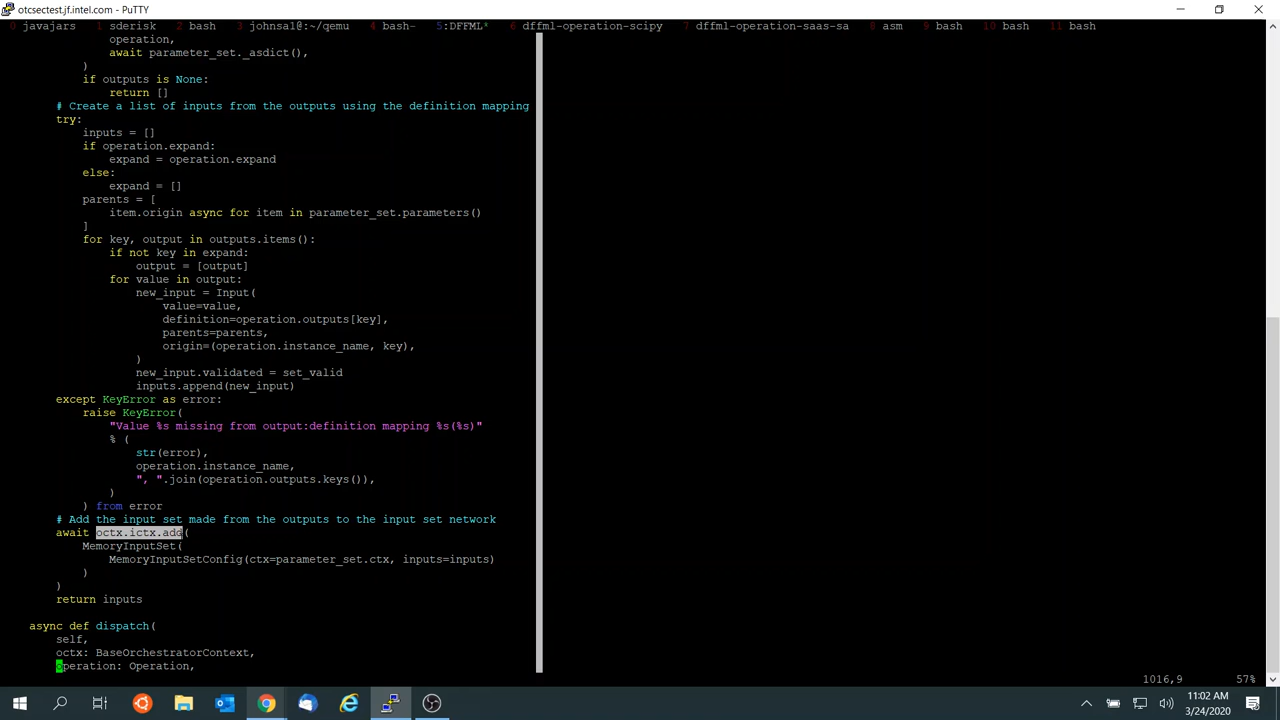 otcsectest.jf.intel.com - PuTTY
0 javajars  1 sderisk  2 bash  3 johnsal@:~/qemu  4 bash-  5:DFFML*  6 dffml-operation-scipy  7 dffml-operation-saas-sa  8 asm  9 bash  10 bash  11 bash
operation,
await parameter_set._asdict(),
)
if outputs is None:
return []
# Create a list of inputs from the outputs using the definition mapping
try:
inputs = []
if operation.expand:
expand = operation.expand
else:
expand = []
parents = [
item.origin async for item in parameter_set.parameters()
]
for key, output in outputs.items():
if not key in expand:
output = [output]
for value in output:
new_input = Input(
value=value,
definition=operation.outputs[key],
parents=parents,
origin=(operation.instance_name, key),
)
new_input.validated = set_valid
inputs.append(new_input)
except KeyError as error:
raise KeyError(
"Value %s missing from output:definition mapping %s(%s)"
% (
str(error),
operation.instance_name,
", ".join(operation.outputs.keys()),
)
) from error
# Add the input set made from the outputs to the input set network
await octx.ictx.add(
MemoryInputSet(
MemoryInputSetConfig(ctx=parameter_set.ctx, inputs=inputs)
)
)
return inputs
async def dispatch(
self,
octx: BaseOrchestratorContext,
operation: Operation,
1016,9  57%
11:02 AM
3/24/2020